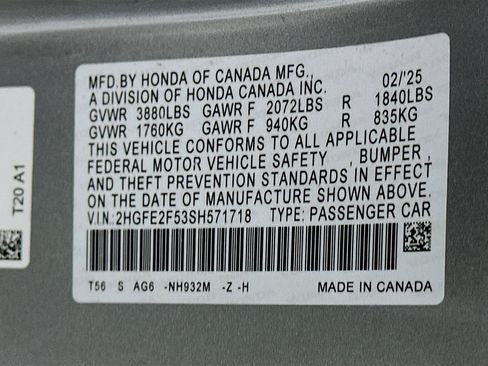 MFD.BY HONDA OF CANADA MFG., 02/'25
A DIVISION OF HONDA CANADA INC.
GVWR 3880LBS GAWR F 2072LBS R 1840LBS
GVWR 1760KG GAWR F 940KG R 835KG
THIS VEHICLE CONFORMS TO ALL APPLICABLE
FEDERAL MOTOR VEHICLE SAFETY , BUMPER ,
AND THEFT PREVENTION STANDARDS IN EFFECT
ON THE DATE OF MANUFACTURE SHOWN ABOVE.
V.I.N: 2HGFE2F53SH571718 TYPE: PASSENGER CAR
T56 S AG6 -NH932M -Z -H MADE IN CANADA
T20 A1